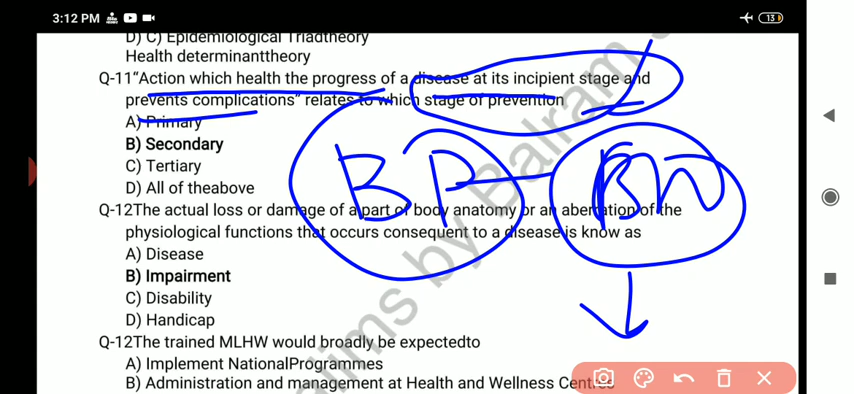 3:12 PM
13
D) C) Epidemiological Triadtheory
Health determinanttheory
Q-11“Action which health the progress of a disease at its incipient stage and
prevents complications” relates to which stage of prevention
A) Primary
B) Secondary
C) Tertiary
D) All of theabove
BP
Q-12The actual loss or damage of a part of body anatomy or an aberration of the
physiological functions that occurs consequent to a disease is know as
A) Disease
B) Impairment
C) Disability
D) Handicap
Q-12The trained MLHW would broadly be expectedto
A) Implement NationalProgrammes
B) Administration and management at Health and Wellness Centres
by Balram